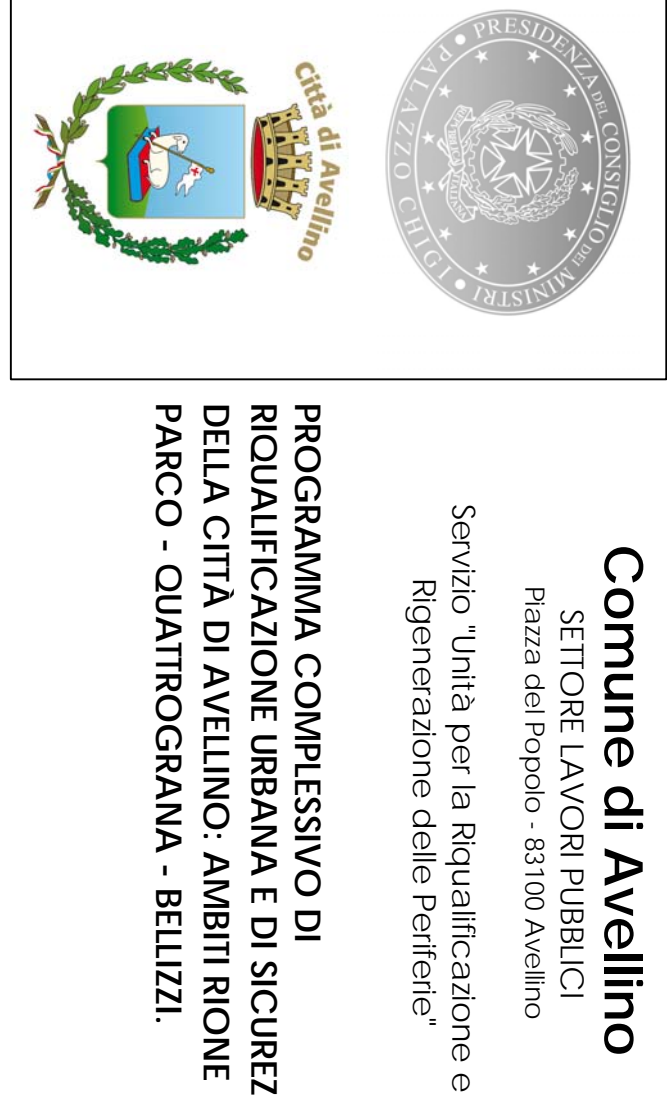 PRESIDENZA DEL CONSIGLIO DEI MINISTRI
PALAZZO CHIGI
Città di Avellino
Comune di Avellino
SETTORE LAVORI PUBBLICI
Piazza del Popolo - 83100 Avellino
Servizio "Unità per la Riqualificazione e
Rigenerazione delle Periferie"
PROGRAMMA COMPLESSIVO DI
RIQUALIFICAZIONE URBANA E DI SICUREZ
DELLA CITTÀ DI AVELLINO: AMBITI RIONE
PARCO - QUATTROGRANA - BELLIZZI.